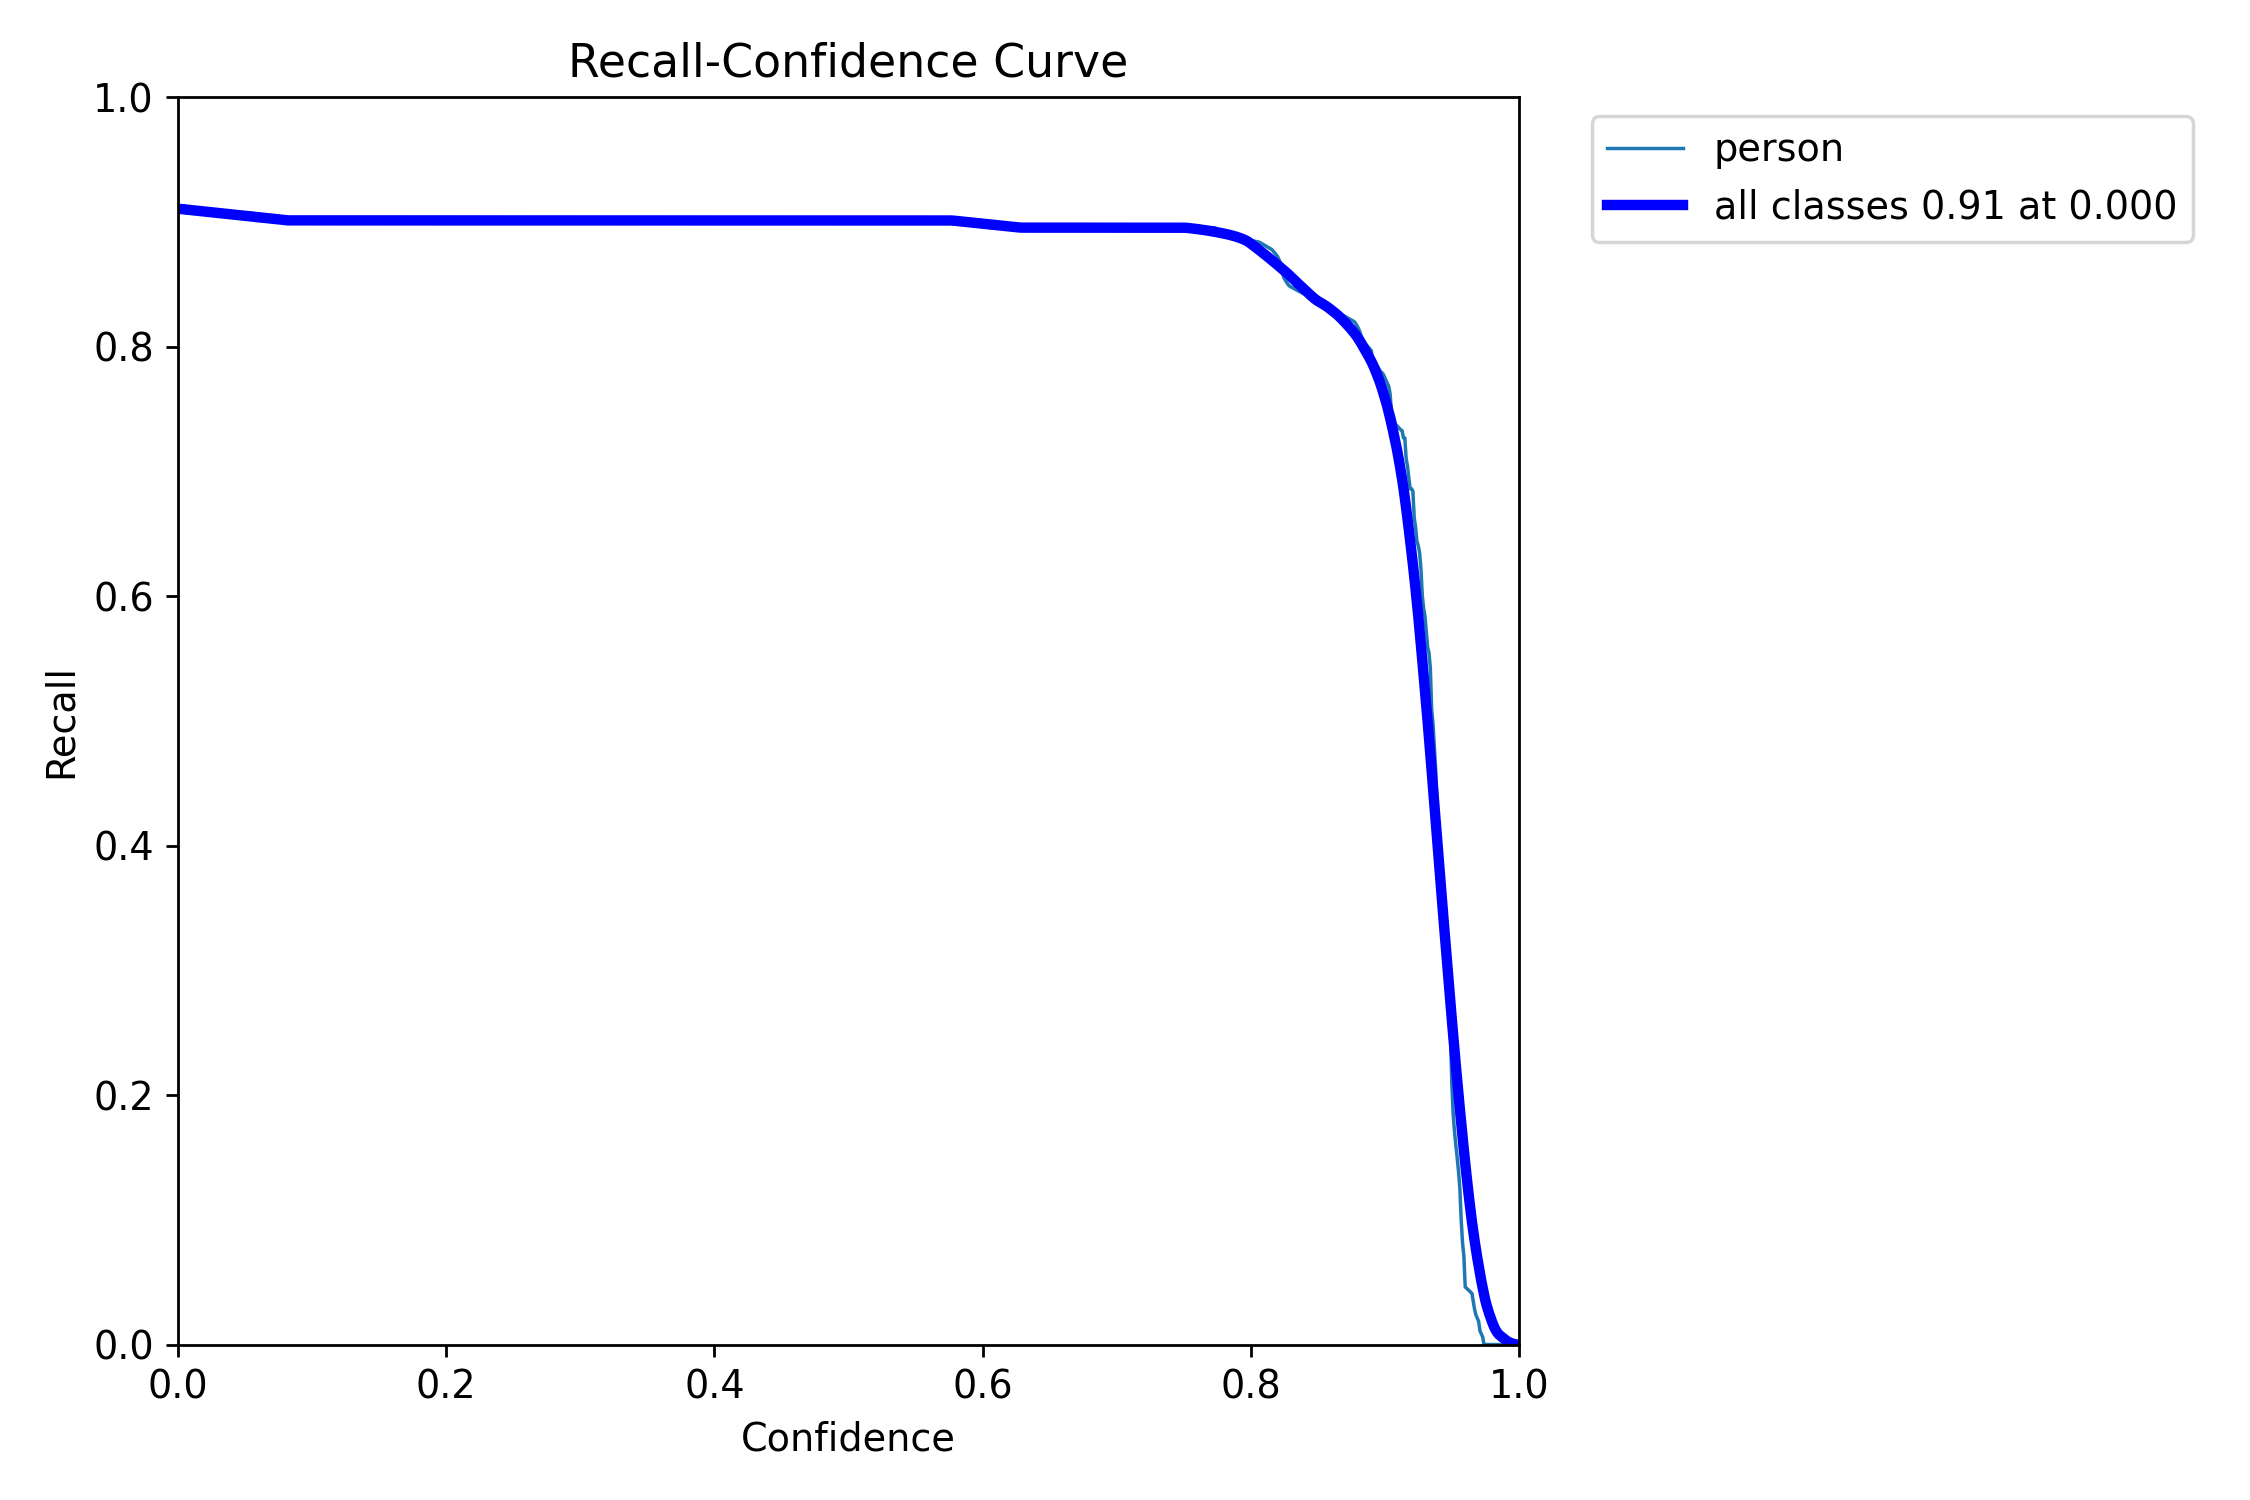 Recall-Confidence Curve
1.0
0.8
0.6
0.4
0.2
0.0
Recall
0.0 0.2 0.4 0.6 0.8 1.0
Confidence
person
all classes 0.91 at 0.000